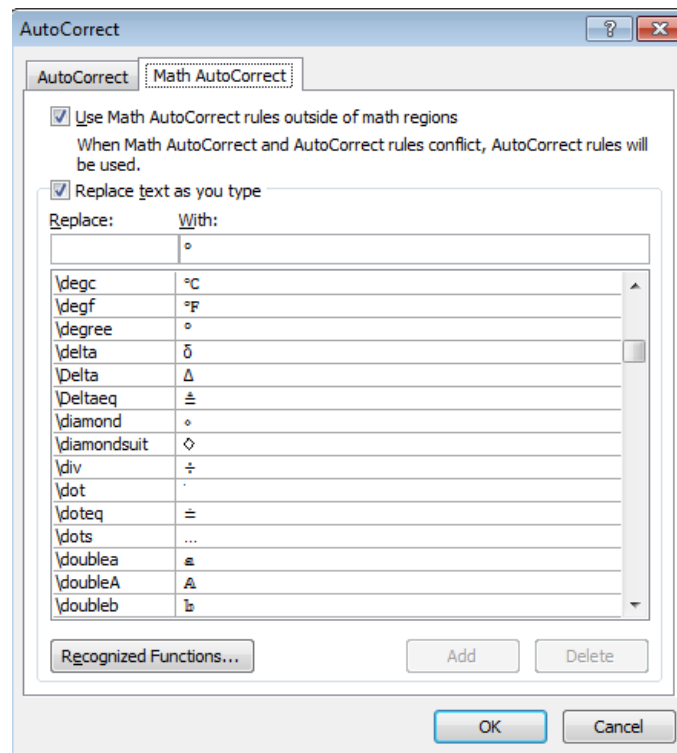 AutoCorrect
AutoCorrect Math AutoCorrect
Use Math AutoCorrect rules outside of math regions
When Math AutoCorrect and AutoCorrect rules conflict, AutoCorrect rules will
be used.
Replace text as you type
Replace: With:
°
\degc °C
\degf °F
\degree °
\delta δ
\Delta Δ
\Deltaeq ≜
\diamond ⋄
\diamondsuit ◇
\div ÷
\dot ˙
\doteq ≐
\dots …
\doublea 𝕒
\doubleA 𝔸
\doubleb 𝕓
Recognized Functions... Add Delete
OK Cancel